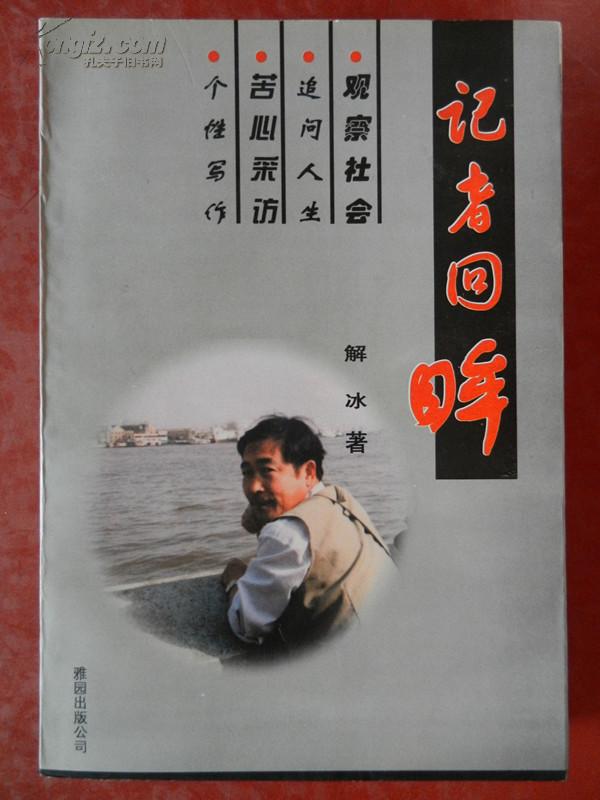 记者回眸
观察社会
追问人生
苦心采访
个性写作
解冰著
雅园出版公司
kongfz.com
孔夫子旧书网